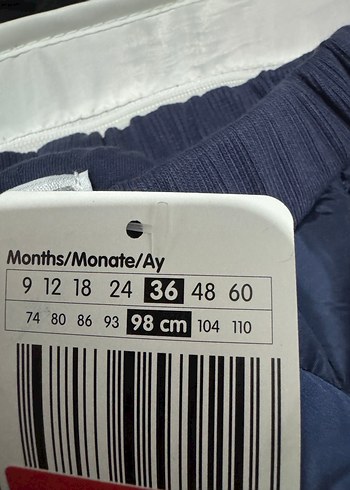 Months/Monate/Ay
9 12 18 24 36 48 60
74 80 86 93 98 cm 104 110